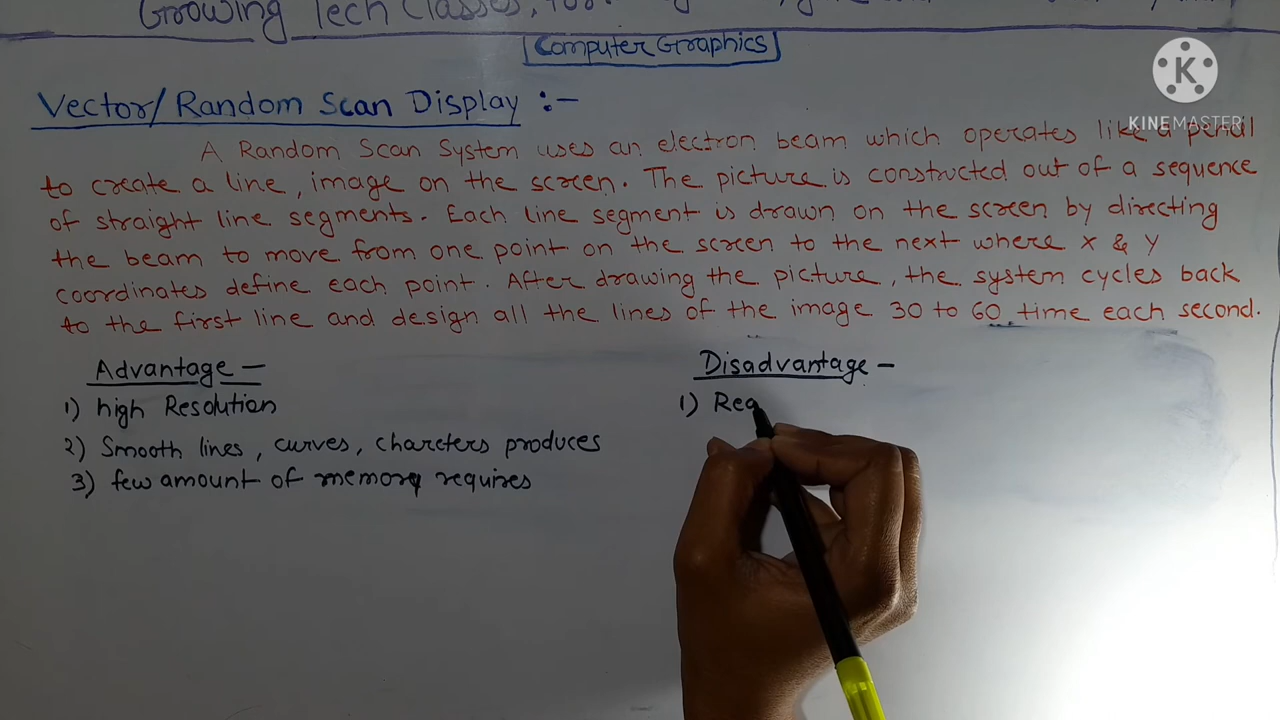 Growing Tech Classes,
Computer Graphics
KINEMASTER
Vector/Random Scan Display :-
A Random Scan System uses an electron beam which operates like a pencil
to create a line, image on the screen. The picture is constructed out of a sequence
of straight line segments. Each line segment is drawn on the screen by directing
the beam to move from one point on the screen to the next where x & y
coordinates define each point. After drawing the picture, the system cycles back
to the first line and design all the lines of the image 30 to 60 time each second.
Advantage -
1) high Resolution
2) Smooth lines, curves, charcters produces
3) few amount of memory requires
Disadvantage -
1) Rea